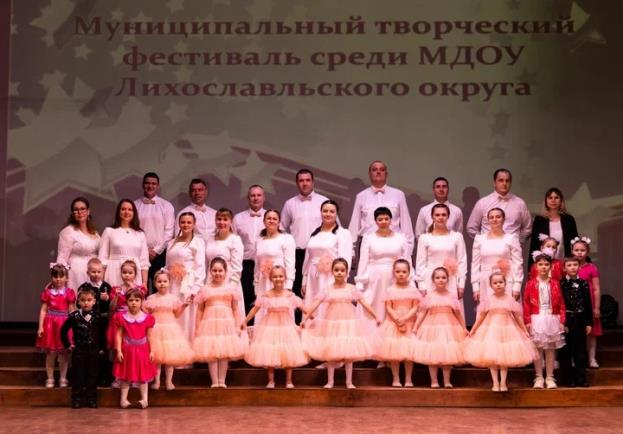 Муниципальный творческий
фестиваль среди МДОУ
Лихославльского округа